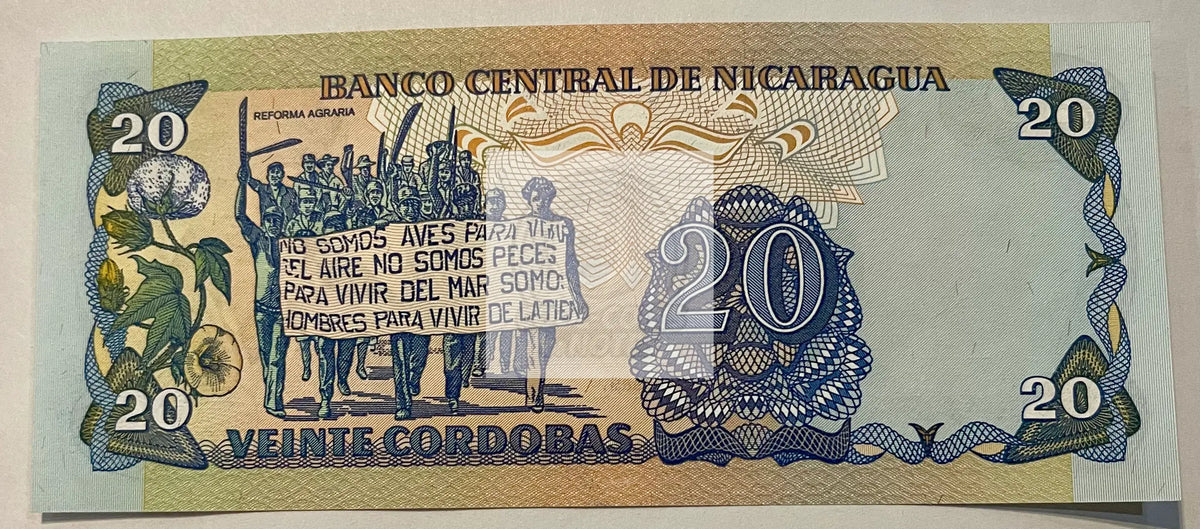 BANCO CENTRAL DE NICARAGUA
20
20
REFORMA AGRARIA
NO SOMOS AVES PARA VIVIR
DEL AIRE NO SOMOS PECES
PARA VIVIR DEL MAR SOMOS
HOMBRES PARA VIVIR DE LA TIERR
20
20
20
VEINTE CORDOBAS